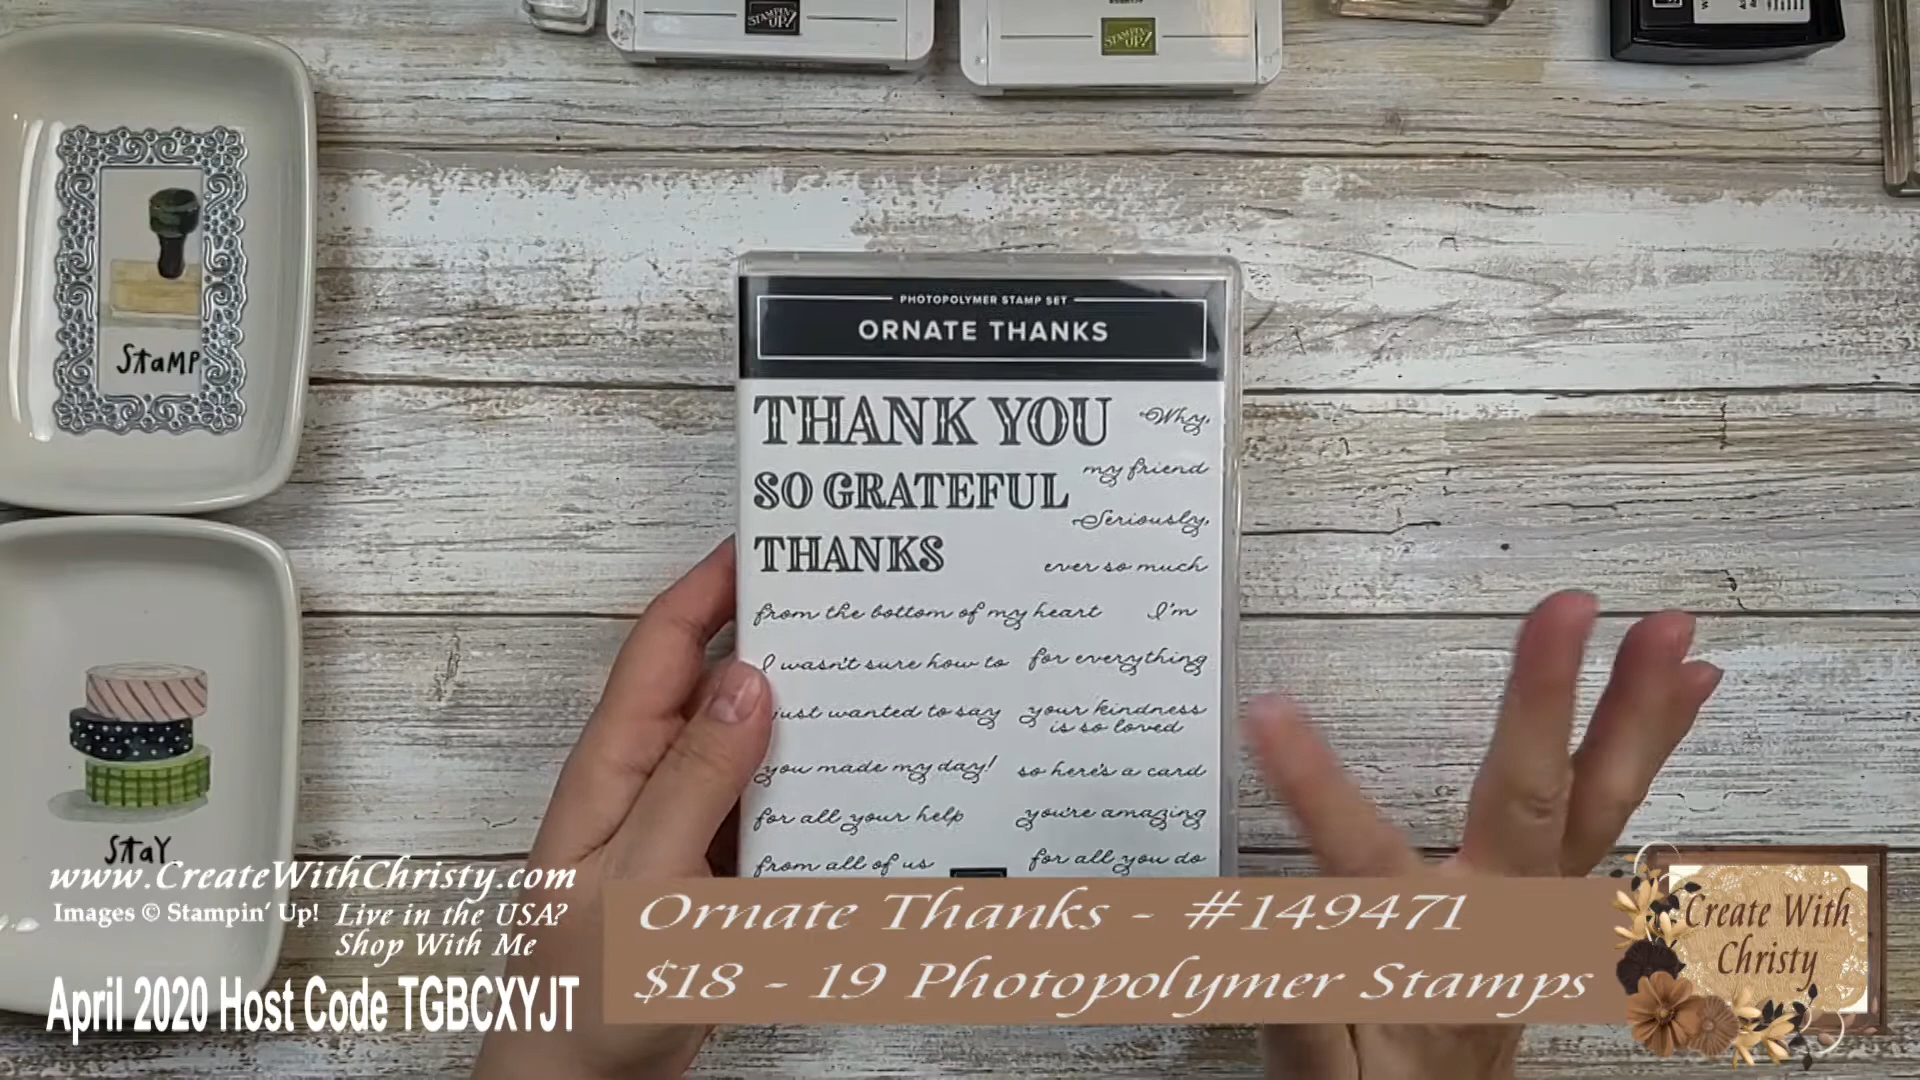 STAMPIN' UP!
STAMPIN' UP!
STAMP
PHOTOPOLYMER STAMP SET
ORNATE THANKS
THANK YOU
Why,
my friend
SO GRATEFUL
Seriously,
THANKS
ever so much
from the bottom of my heart
I'm
I wasn't sure how to
for everything
just wanted to say
your kindness
is so loved
you made my day!
so here's a card
for all your help
you're amazing
from all of us
for all you do
STAY
www.CreateWithChristy.com
Images © Stampin' Up!
Live in the USA?
Shop With Me
April 2020 Host Code TGBCXYJT
Ornate Thanks - #149471
$18 - 19 Photopolymer Stamps
Create With
Christy